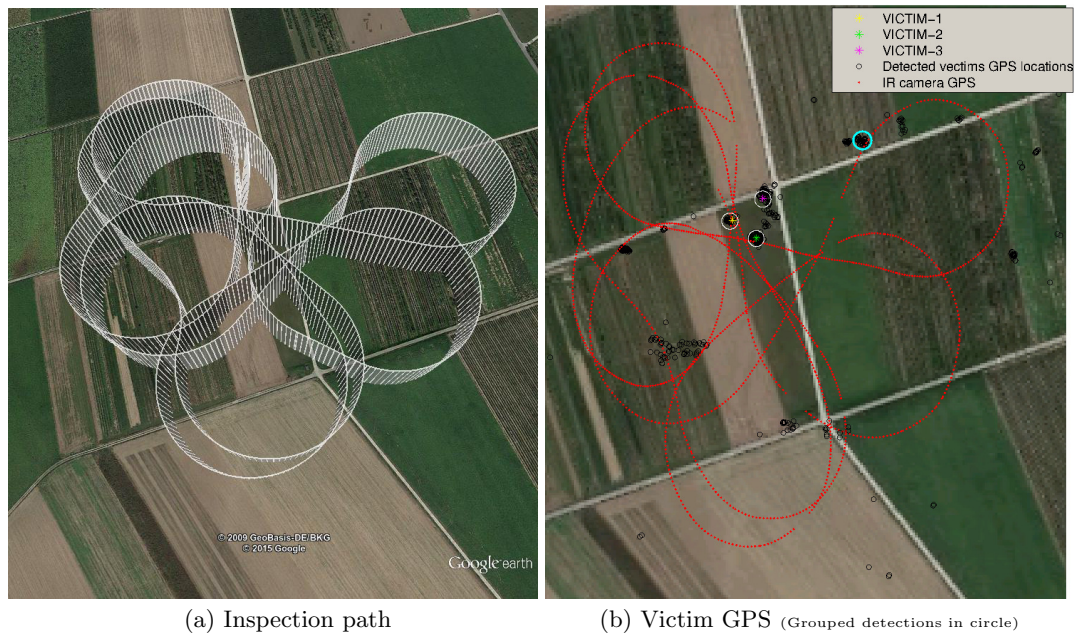 VICTIM-1
VICTIM-2
VICTIM-3
Detected vectims GPS locations
IR camera GPS
© 2009 GeoBasis-DE/BKG
© 2015 Google
Google earth
(a) Inspection path
(b) Victim GPS (Grouped detections in circle)